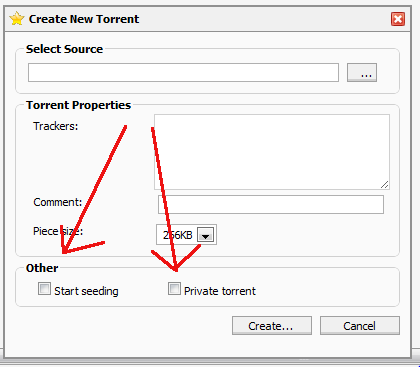 Create New Torrent
Select Source
...
Torrent Properties
Trackers:
Comment:
Piece size: 256KB
Other
Start seeding Private torrent
Create... Cancel